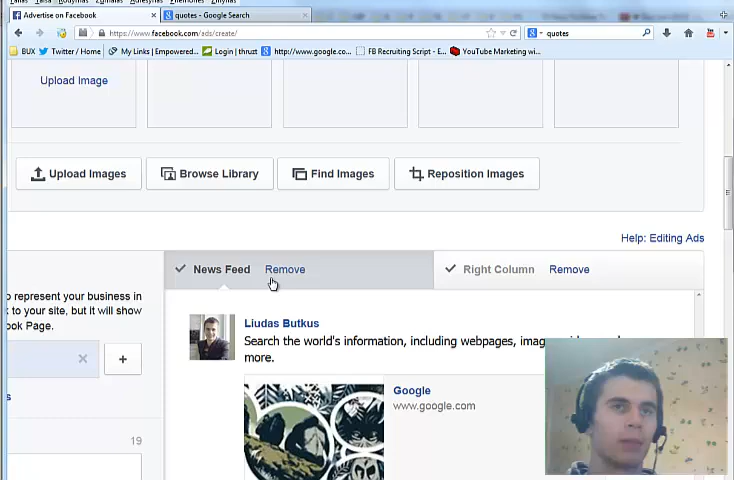 Advertise on Facebook × quotes - Google Search ×
https://www.facebook.com/ads/create/ quotes
BUX Twitter / Home My Links | Empowered... Login | thruzt http://www.google.co... FB Recruiting Script - E... YouTube Marketing wi...
Upload Image
Upload Images Browse Library Find Images Reposition Images
Help: Editing Ads
News Feed Remove Right Column Remove
o represent your business in
to your site, but it will show
ook Page.
Liudas Butkus
Search the world's information, including webpages,
more.
Google
www.google.com
19